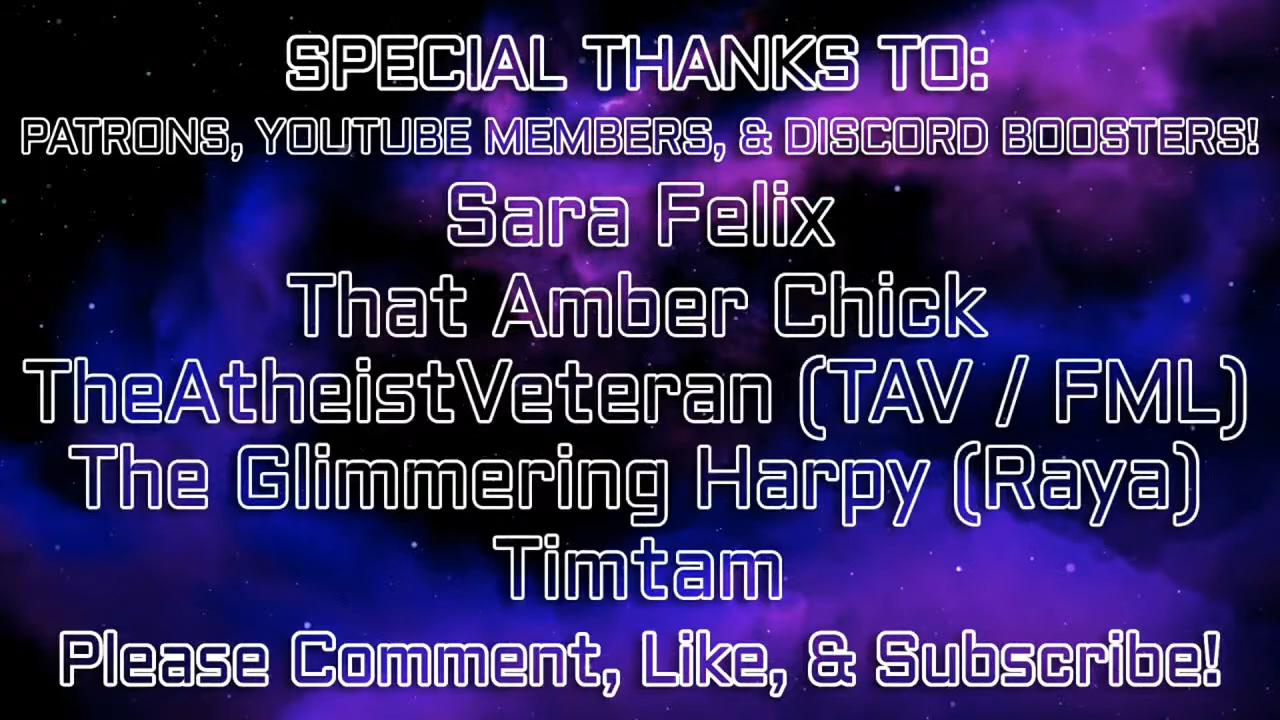 SPECIAL THANKS TO:
PATRONS, YOUTUBE MEMBERS, & DISCORD BOOSTERS!
Sara Felix
That Amber Chick
TheAtheistVeteran (TAV / FML)
The Glimmering Harpy (Raya)
Timtam
Please Comment, Like, & Subscribe!